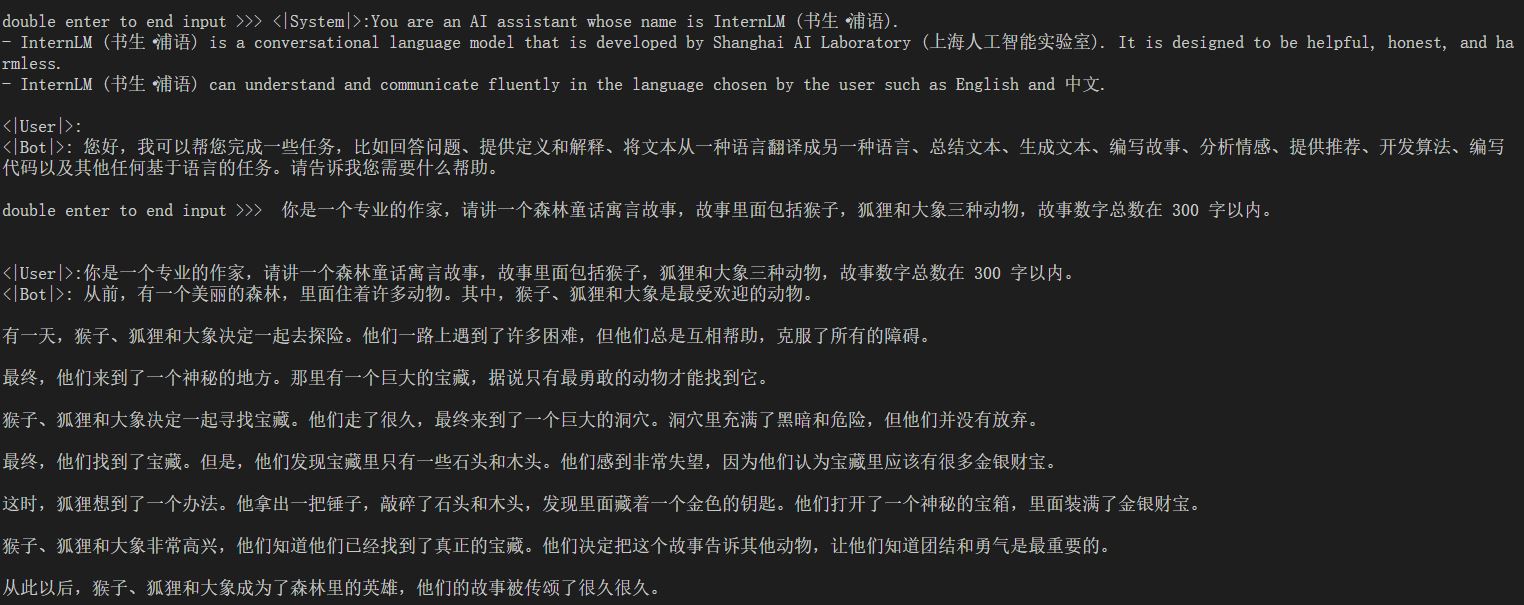 double enter to end input >>> <|System|>:You are an AI assistant whose name is InternLM (书生·浦语).
- InternLM (书生·浦语) is a conversational language model that is developed by Shanghai AI Laboratory (上海人工智能实验室). It is designed to be helpful, honest, and ha
rmless.
- InternLM (书生·浦语) can understand and communicate fluently in the language chosen by the user such as English and 中文.
<|User|>:
<|Bot|>: 您好，我可以帮您完成一些任务，比如回答问题、提供定义和解释、将文本从一种语言翻译成另一种语言、总结文本、生成文本、编写故事、分析情感、提供推荐、开发算法、编写
代码以及其他任何基于语言的任务。请告诉我您需要什么帮助。
double enter to end input >>>  你是一个专业的作家，请讲一个森林童话寓言故事，故事里面包括猴子，狐狸和大象三种动物，故事数字总数在 300 字以内。
<|User|>:你是一个专业的作家，请讲一个森林童话寓言故事，故事里面包括猴子，狐狸和大象三种动物，故事数字总数在 300 字以内。
<|Bot|>: 从前，有一个美丽的森林，里面住着许多动物。其中，猴子、狐狸和大象是最受欢迎的动物。
有一天，猴子、狐狸和大象决定一起去探险。他们一路上遇到了许多困难，但他们总是互相帮助，克服了所有的障碍。
最终，他们来到了一个神秘的地方。那里有一个巨大的宝藏，据说只有最勇敢的动物才能找到它。
猴子、狐狸和大象决定一起寻找宝藏。他们走了很久，最终来到了一个巨大的洞穴。洞穴里充满了黑暗和危险，但他们并没有放弃。
最终，他们找到了宝藏。但是，他们发现宝藏里只有一些石头和木头。他们感到非常失望，因为他们认为宝藏里应该有很多金银财宝。
这时，狐狸想到了一个办法。他拿出一把锤子，敲碎了石头和木头，发现里面藏着一个金色的钥匙。他们打开了一个神秘的宝箱，里面装满了金银财宝。
猴子、狐狸和大象非常高兴，他们知道他们已经找到了真正的宝藏。他们决定把这个故事告诉其他动物，让他们知道团结和勇气是最重要的。
从此以后，猴子、狐狸和大象成为了森林里的英雄，他们的故事被传颂了很久很久。